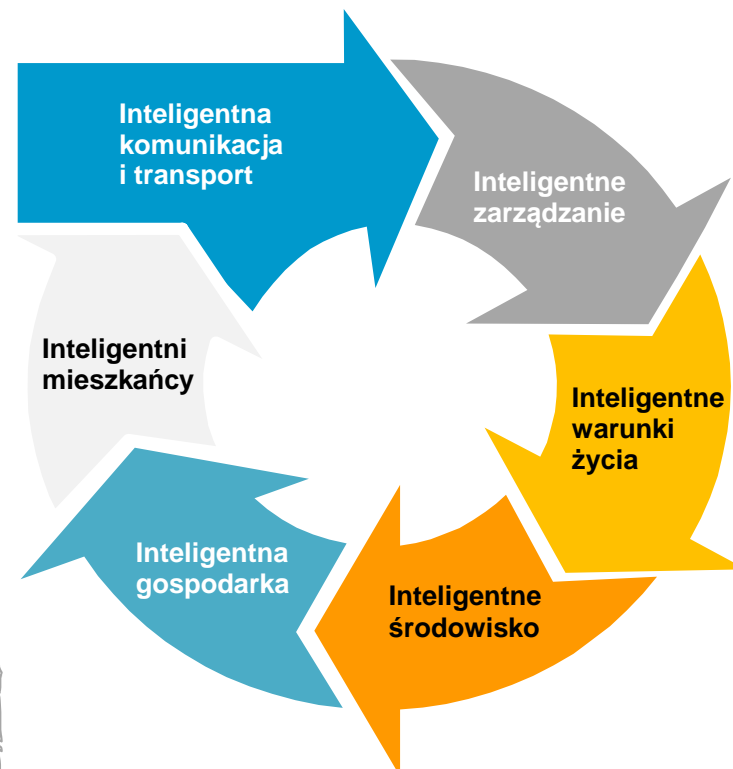 Inteligentna
komunikacja
i transport
Inteligentne
zarządzanie
Inteligentne
warunki
życia
Inteligentne
środowisko
Inteligentna
gospodarka
Inteligentni
mieszkańcy